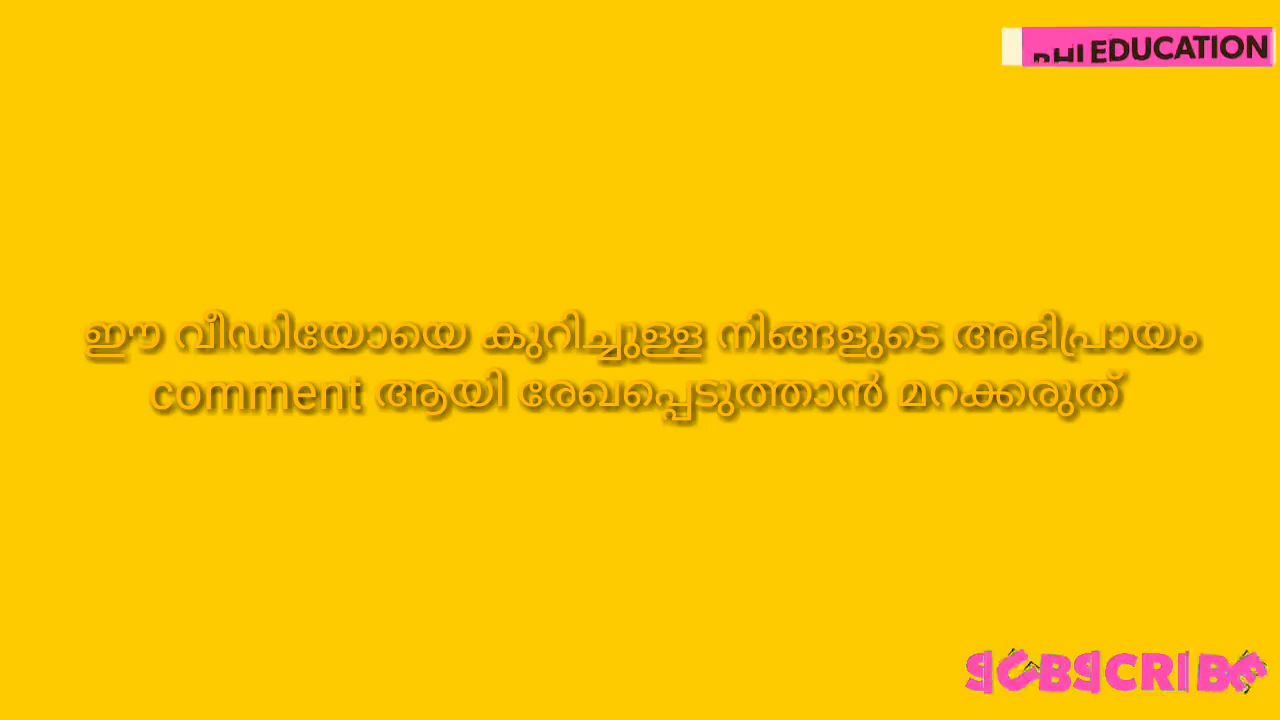 EDUCATION
ഈ വീഡിയോയെ കുറിച്ചുള്ള നിങ്ങളുടെ അഭിപ്രായം
comment ആയി രേഖപ്പെടുത്താൻ മറക്കരുത്
SUBSCRIBE